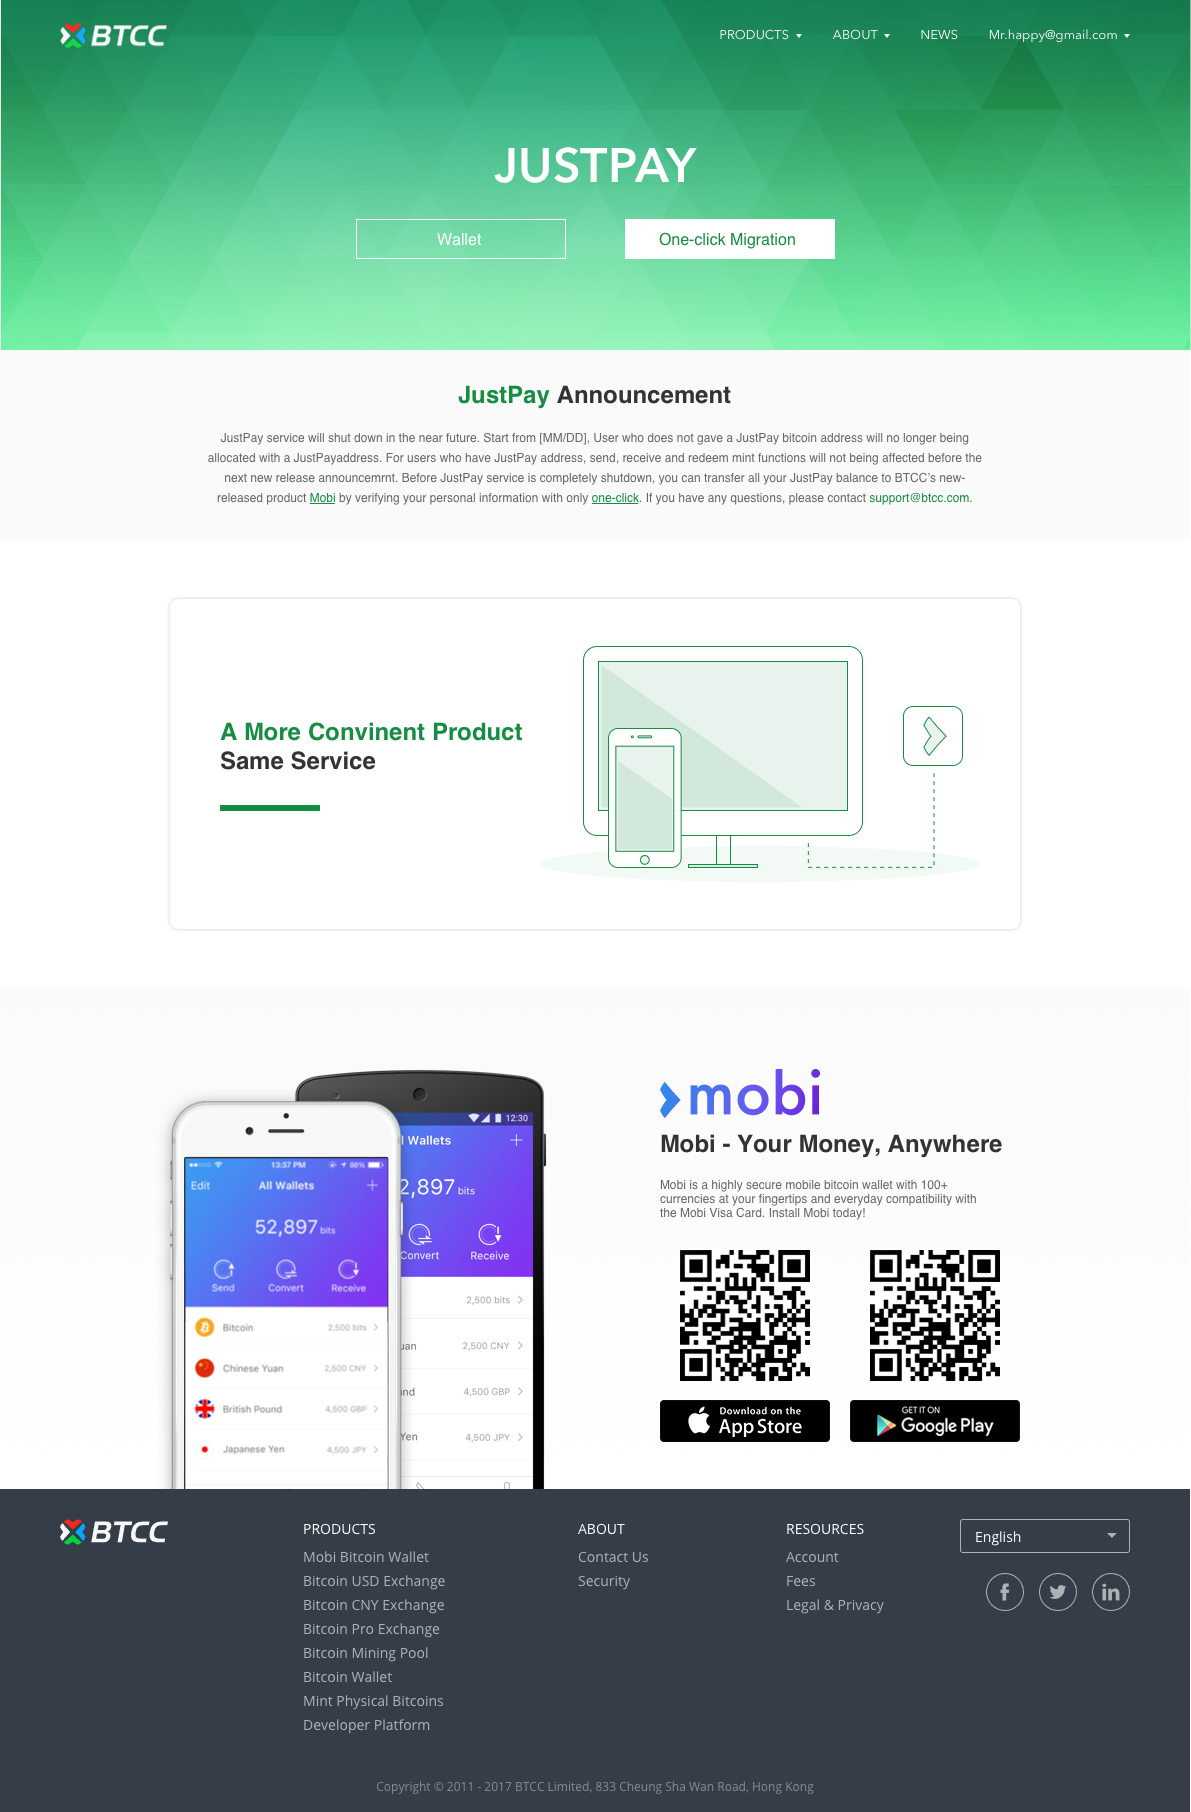 BTCC
PRODUCTS
ABOUT
NEWS
Mr.happy@gmail.com
JUSTPAY
Wallet
One-click Migration
JustPay Announcement
JustPay service will shut down in the near future. Start from [MM/DD], User who does not gave a JustPay bitcoin address will no longer being
allocated with a JustPayaddress. For users who have JustPay address, send, receive and redeem mint functions will not being affected before the
next new release announcemrnt. Before JustPay service is completely shutdown, you can transfer all your JustPay balance to BTCC's new-
released product Mobi by verifying your personal information with only one-click. If you have any questions, please contact support@btcc.com.
A More Convinent Product
Same Service
12:30
l Wallets
2,897 bits
Convert
Receive
2,500 bits
uan
2,500 CNY
und
4,500 GBP
Yen
4,500 JPY
13:37 PM
88%
Edit
All Wallets
52,897 bits
Send
Convert
Receive
Bitcoin
2,500 bits
Chinese Yuan
2,500 CNY
British Pound
4,500 GBP
Japanese Yen
4,500 JPY
mobi
Mobi - Your Money, Anywhere
Mobi is a highly secure mobile bitcoin wallet with 100+
currencies at your fingertips and everyday compatibility with
the Mobi Visa Card. Install Mobi today!
Download on the
App Store
GET IT ON
Google Play
BTCC
PRODUCTS
Mobi Bitcoin Wallet
Bitcoin USD Exchange
Bitcoin CNY Exchange
Bitcoin Pro Exchange
Bitcoin Mining Pool
Bitcoin Wallet
Mint Physical Bitcoins
Developer Platform
ABOUT
Contact Us
Security
RESOURCES
Account
Fees
Legal & Privacy
English
Copyright © 2011 - 2017 BTCC Limited, 833 Cheung Sha Wan Road, Hong Kong